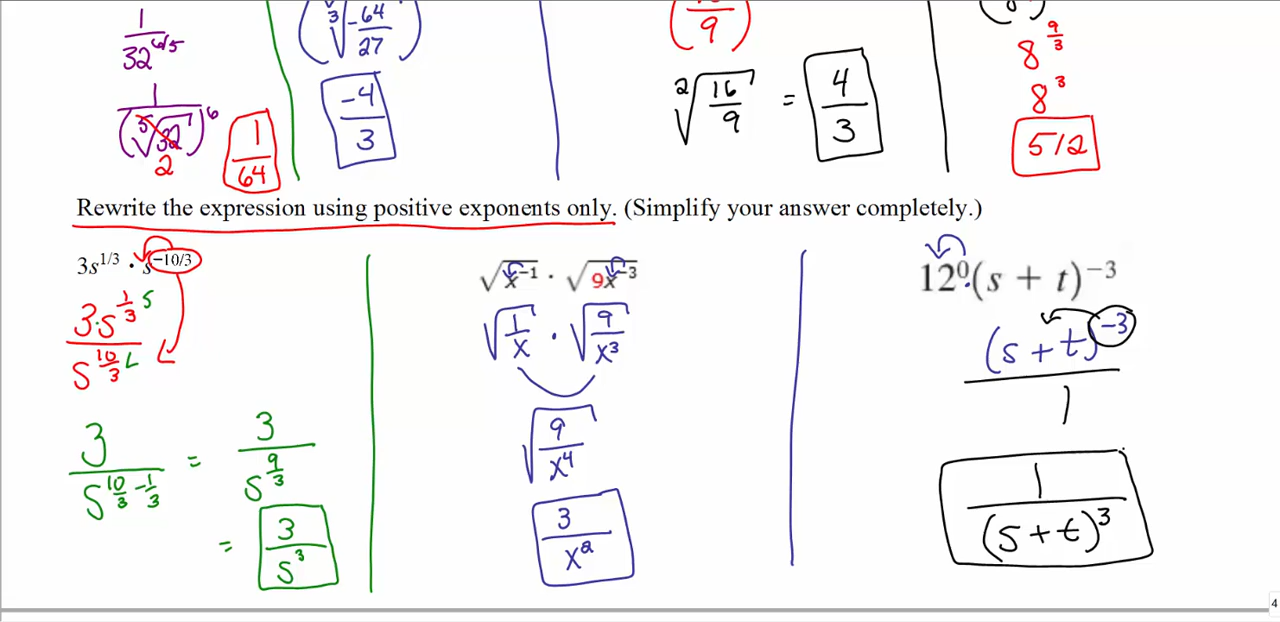 1
32^6/5
1
(⁵√32)^6
2
1
64
(³√-64
27)
-4
3
9
²√16
9
= 4
3
8^9/3
8^3
512
Rewrite the expression using positive exponents only. (Simplify your answer completely.)
3s^1/3 · s^-10/3
3·s^1/3 S
s^10/3 L
3
s^10/3 - 1/3
= 3
s^9/3
= 3
s^3
√x^-1 · √9x^-3
√1/x · √9/x^3
√9/x^4
3
x^2
12^0(s + t)^-3
(s+t)^-3
1
1
(s+t)^3
4